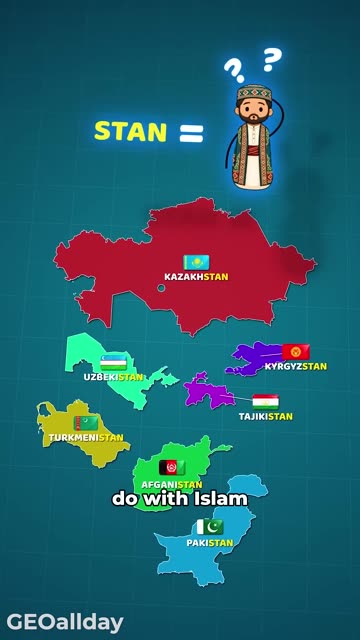 ? ?
STAN =
KAZAKHSTAN
KYRGYZSTAN
UZBEKISTAN
TAJIKISTAN
TURKMENISTAN
AFGANISTAN
do with Islam
PAKISTAN
GEOallday